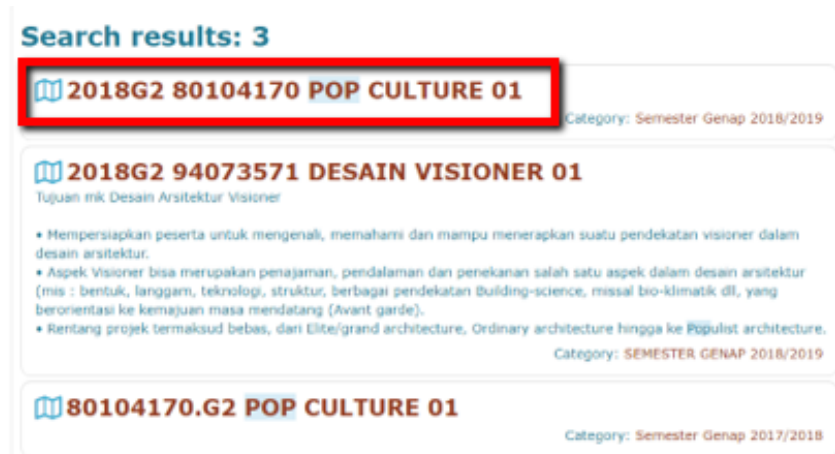 Search results: 3
2018G2 80104170 POP CULTURE 01
Category: Semester Genap 2018/2019
2018G2 94073571 DESAIN VISIONER 01
Tujuan mk Desain Arsitektur Visioner
• Mempersiapkan peserta untuk mengenali, memahami dan mampu menerapkan suatu pendekatan visioner dalam
desain arsitektur.
• Aspek Visioner bisa merupakan penajaman, pendalaman dan penekanan salah satu aspek dalam desain arsitektur
(mis : bentuk, langgam, teknologi, struktur, berbagai pendekatan Building-science, missal bio-klimatik dll, yang
berorientasi ke kemajuan masa mendatang (Avant garde).
• Rentang projek termaksud bebas, dari Elite/grand architecture, Ordinary architecture hingga ke Populist architecture.
Category: SEMESTER GENAP 2018/2019
80104170.G2 POP CULTURE 01
Category: Semester Genap 2017/2018